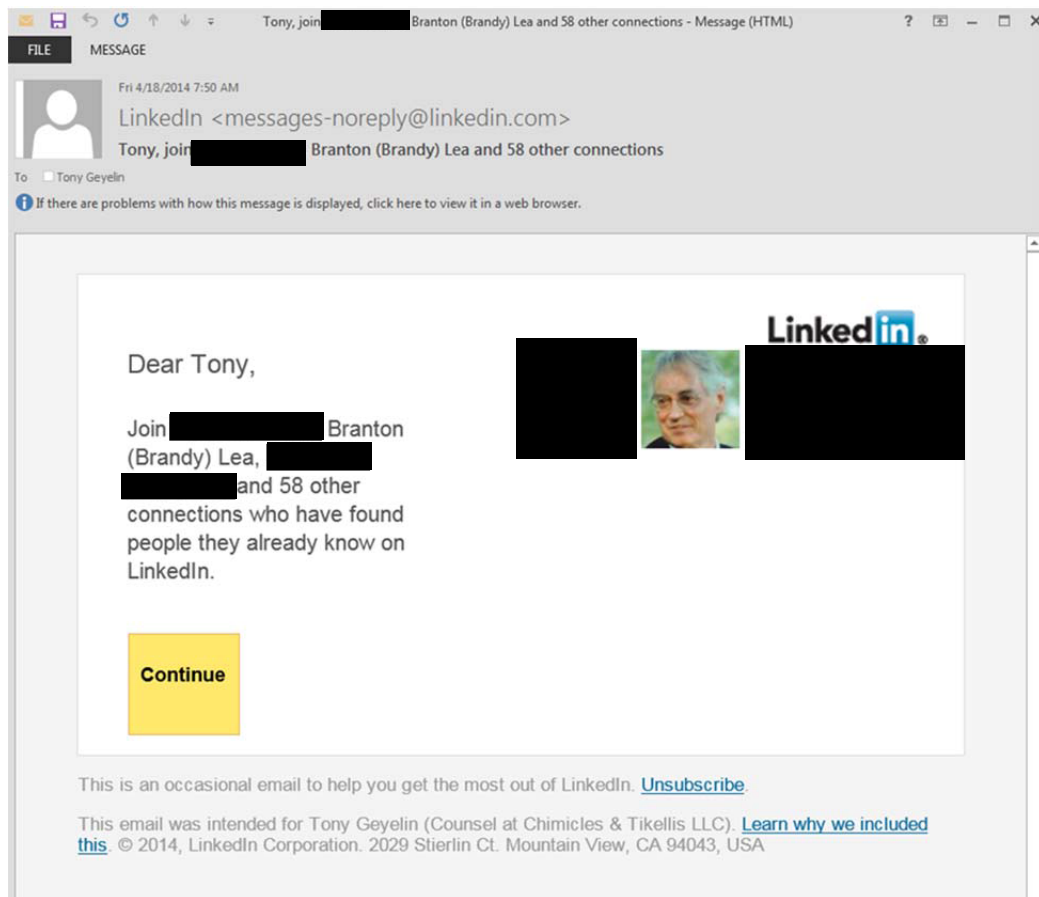 Tony, join Branton (Brandy) Lea and 58 other connections - Message (HTML)
FILE MESSAGE
Fri 4/18/2014 7:50 AM
LinkedIn <messages-noreply@linkedin.com>
Tony, join Branton (Brandy) Lea and 58 other connections
To Tony Geyelin
If there are problems with how this message is displayed, click here to view it in a web browser.
Linked in ®
Dear Tony,
Join Branton
(Brandy) Lea,
and 58 other
connections who have found
people they already know on
LinkedIn.
Continue
This is an occasional email to help you get the most out of LinkedIn. Unsubscribe.
This email was intended for Tony Geyelin (Counsel at Chimicles & Tikellis LLC). Learn why we included
this. © 2014, LinkedIn Corporation. 2029 Stierlin Ct. Mountain View, CA 94043, USA